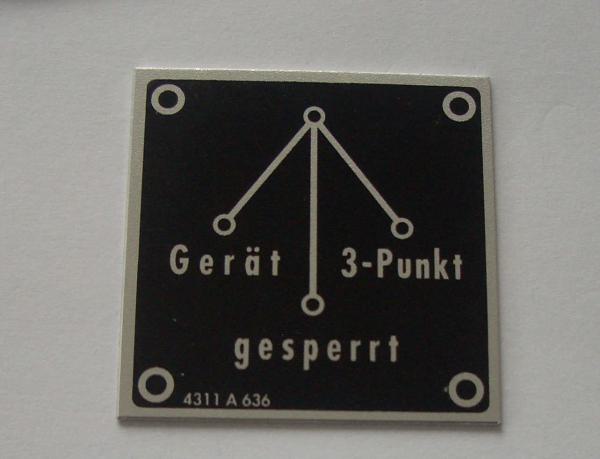 Gerät 3-Punkt
gesperrt
4311 A 636